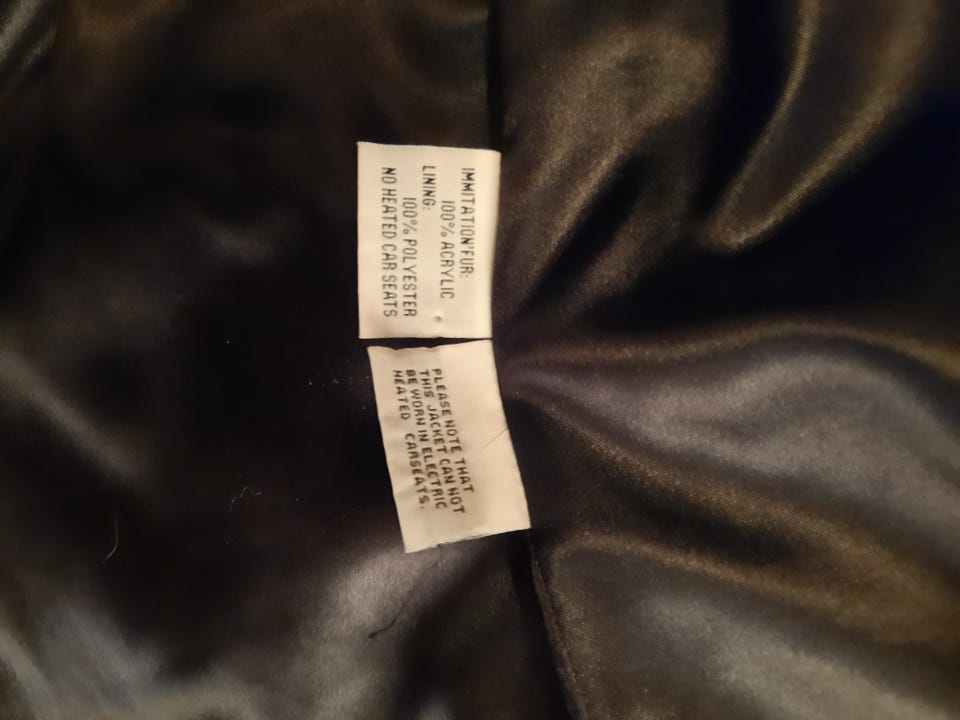 IMMITATION'FUR:
100% ACRYLIC
LINING:
100% POLYESTER
NO HEATED CAR SEATS
PLEASE NOTE THAT
THIS JACKET CAN NOT
BE WORN IN ELECTRIC
HEATED CARSEATS.